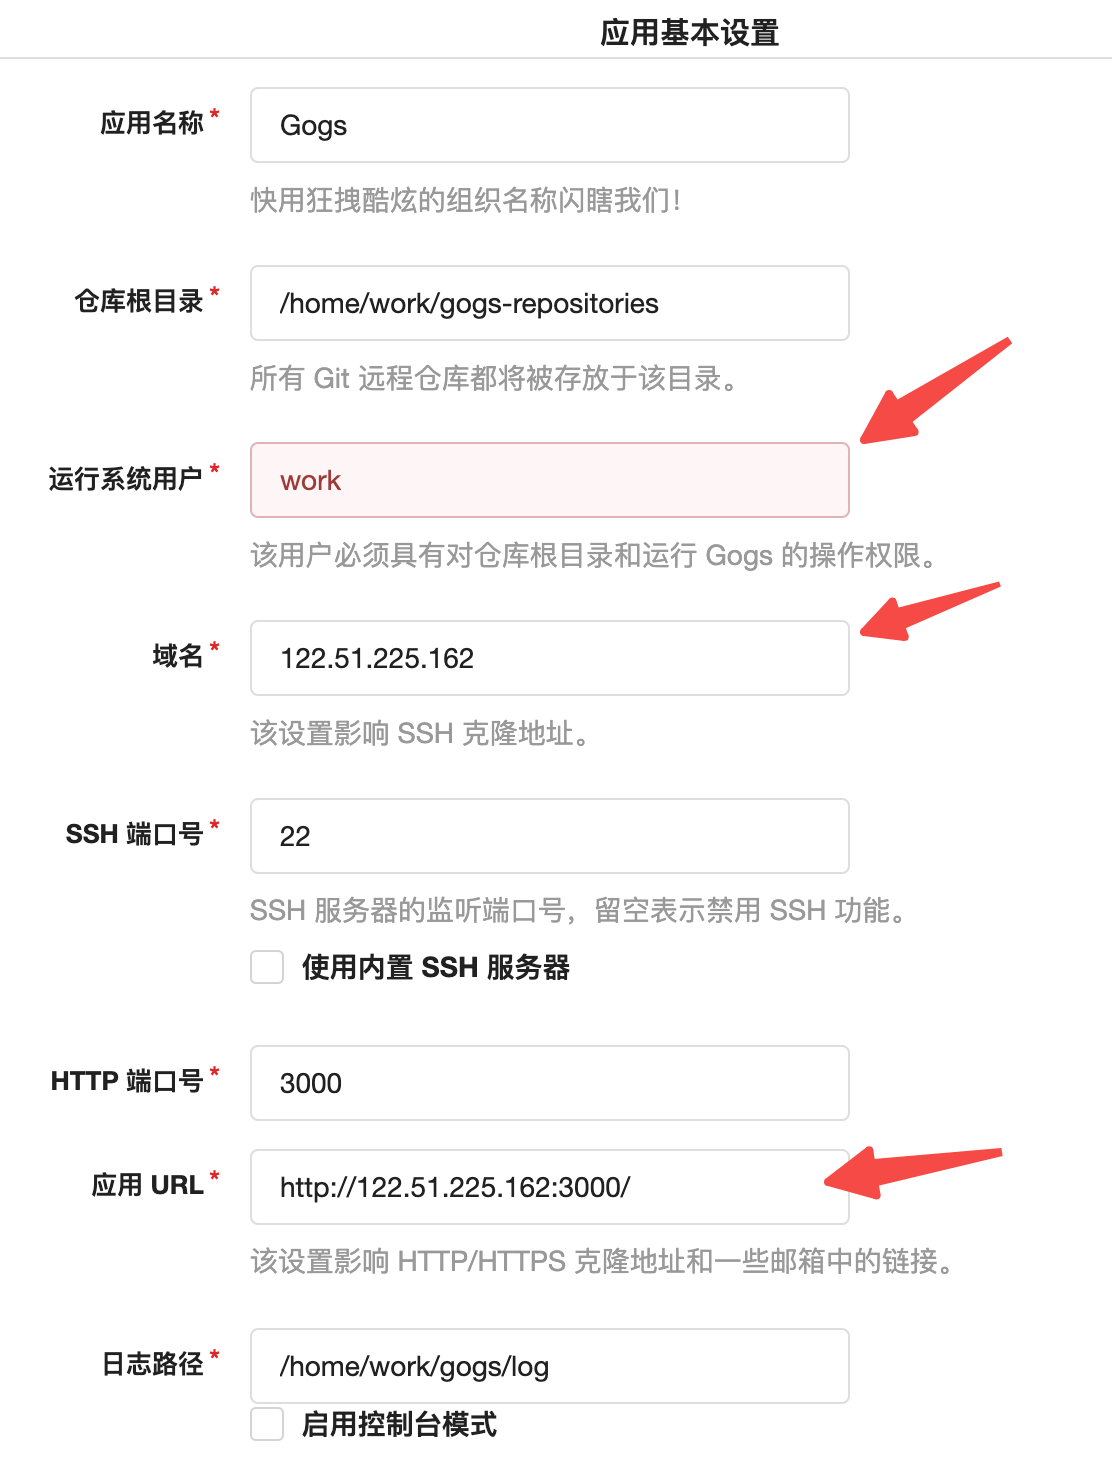 应用基本设置
应用名称*
Gogs
快用狂拽酷炫的组织名称闪瞎我们!
仓库根目录*
/home/work/gogs-repositories
所有 Git 远程仓库都将被存放于该目录。
运行系统用户*
work
该用户必须具有对仓库根目录和运行 Gogs 的操作权限。
域名*
122.51.225.162
该设置影响 SSH 克隆地址。
SSH 端口号*
22
SSH 服务器的监听端口号，留空表示禁用 SSH 功能。
使用内置 SSH 服务器
HTTP 端口号*
3000
应用 URL*
http://122.51.225.162:3000/
该设置影响 HTTP/HTTPS 克隆地址和一些邮箱中的链接。
日志路径*
/home/work/gogs/log
启用控制台模式